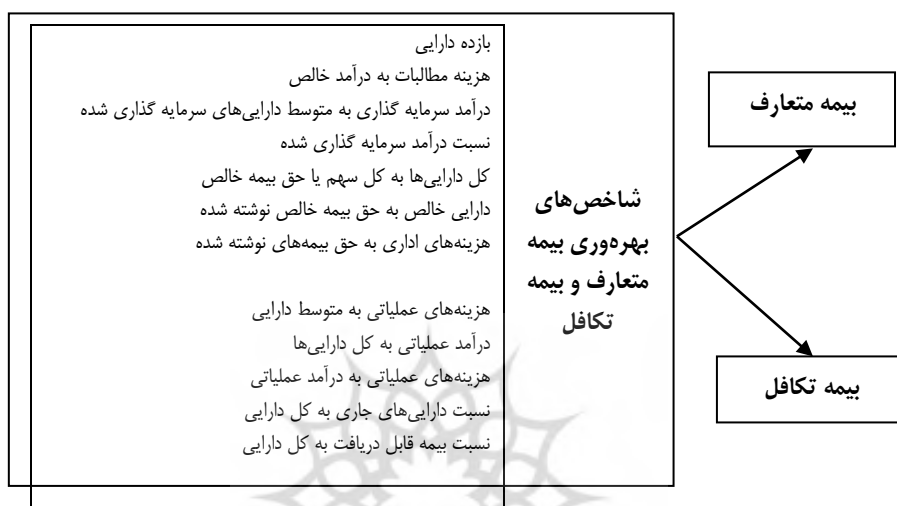 بازده دارایی
هزینه مطالبات به درآمد خالص
درآمد سرمایه گذاری به متوسط دارایی‌های سرمایه گذاری شده
نسبت درآمد سرمایه گذاری شده
کل دارایی‌ها به کل سهم یا حق بیمه خالص
دارایی خالص به حق بیمه خالص نوشته شده
هزینه‌های اداری به حق بیمه‌های نوشته شده
هزینه‌های عملیاتی به متوسط دارایی
درآمد عملیاتی به کل دارایی‌ها
هزینه‌های عملیاتی به درآمد عملیاتی
نسبت دارایی‌های جاری به کل دارایی
نسبت بیمه قابل دریافت به کل دارایی
شاخص‌های
بهره‌وری بیمه
متعارف و بیمه
تکافل
بیمه متعارف
بیمه تکافل